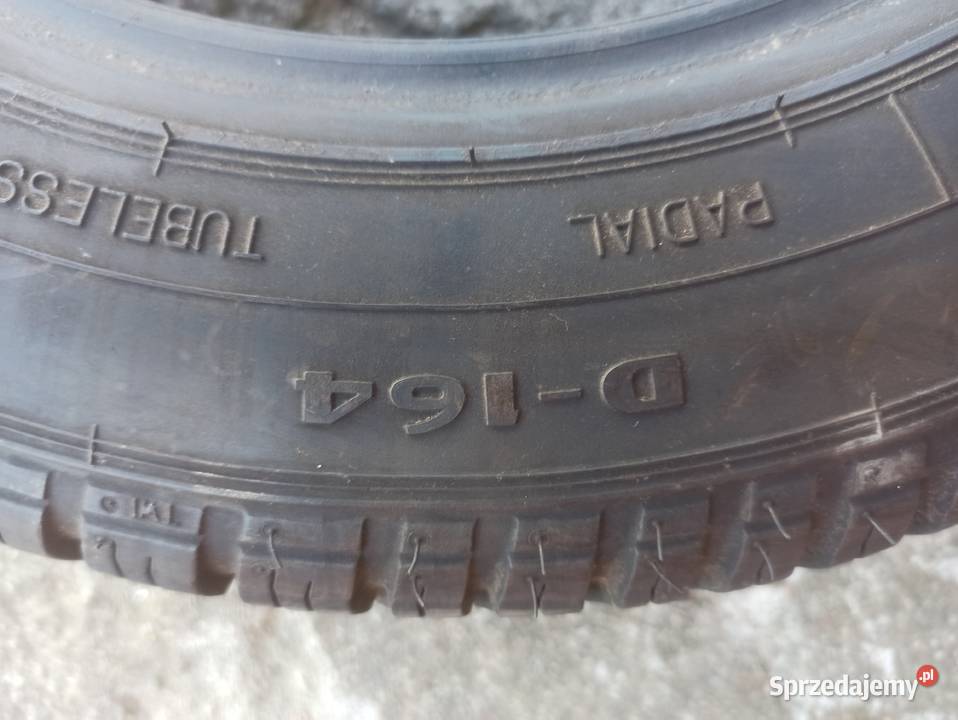 RADIAL TUBELESS
D-164
TWI
Sprzedajemy.pl